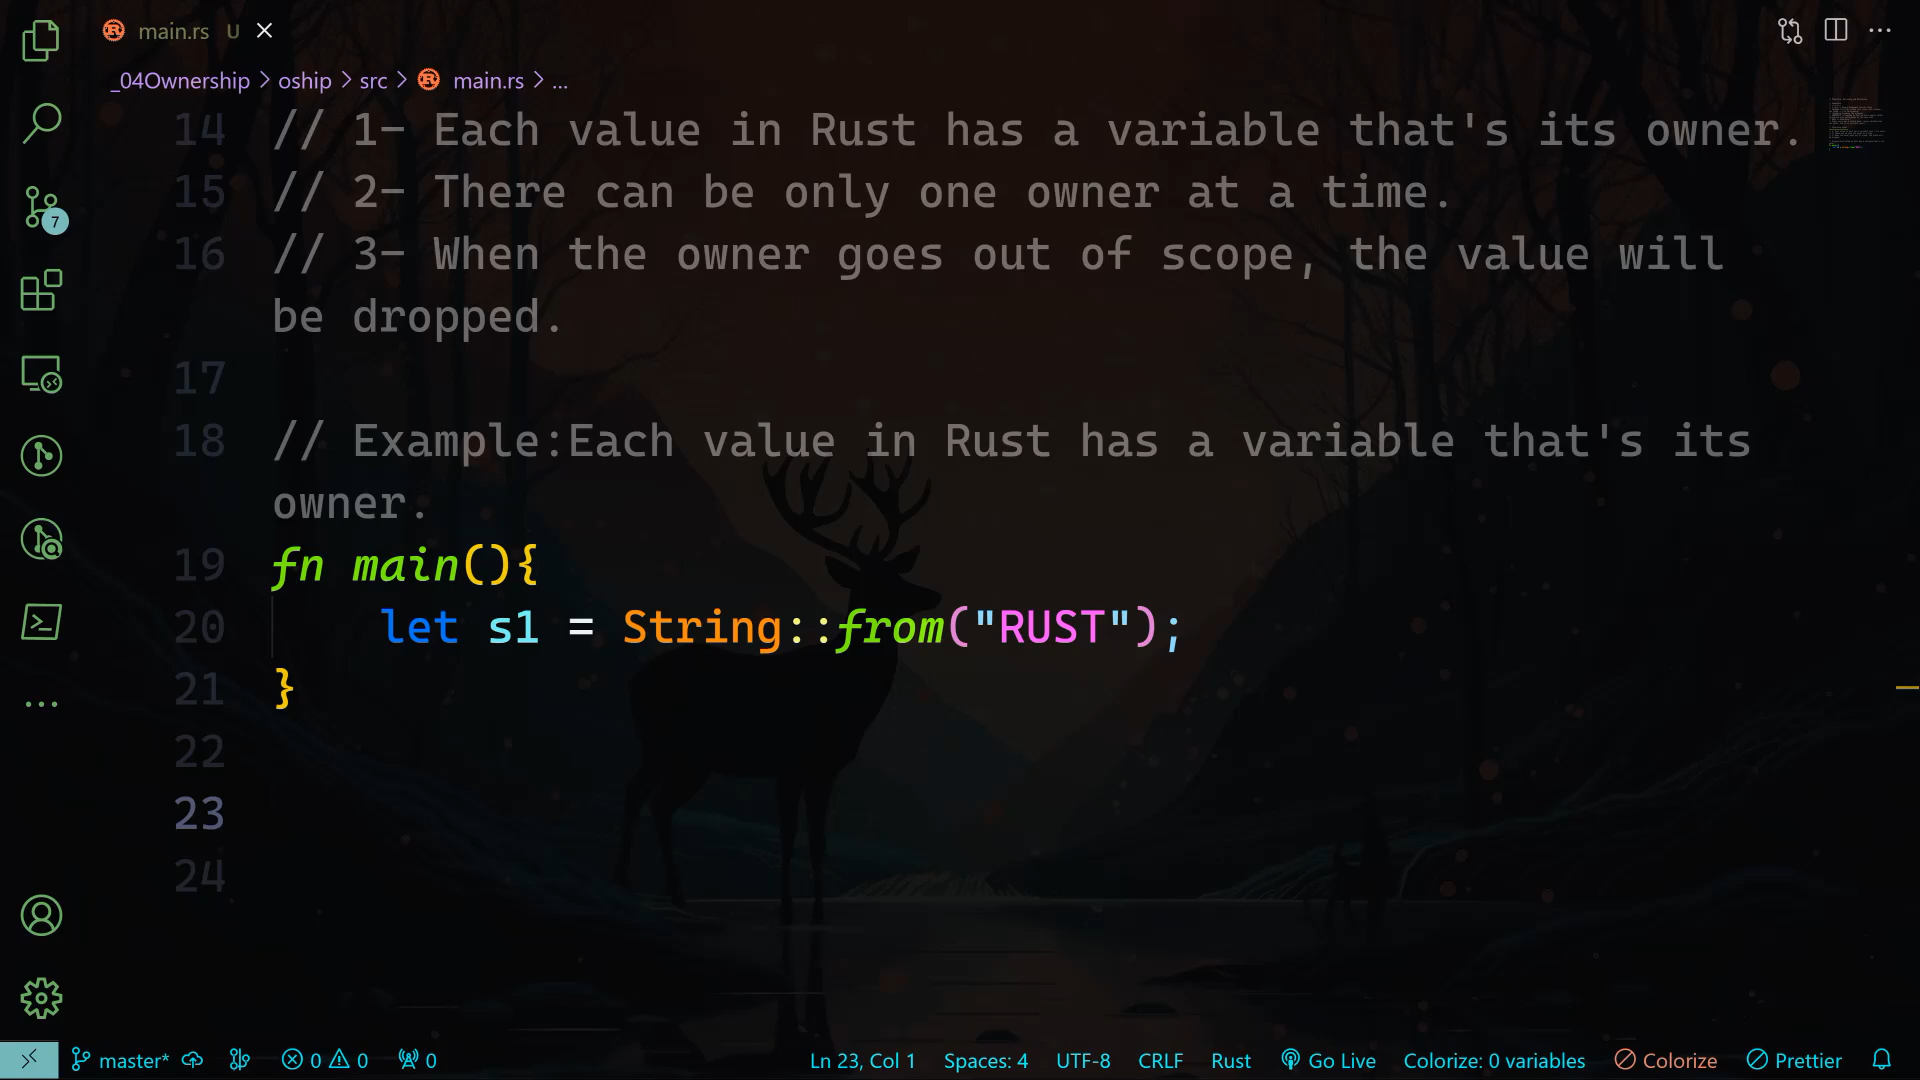 main.rs U
_04Ownership > oship > src > main.rs > ...
14 // 1- Each value in Rust has a variable that's its owner.
15 // 2- There can be only one owner at a time.
16 // 3- When the owner goes out of scope, the value will
be dropped.
17
18 // Example:Each value in Rust has a variable that's its
owner.
19 fn main(){
20 let s1 = String::from("RUST");
21 }
22
23
24
7
master* 0 0 0 Ln 23, Col 1 Spaces: 4 UTF-8 CRLF Rust Go Live Colorize: 0 variables Colorize Prettier